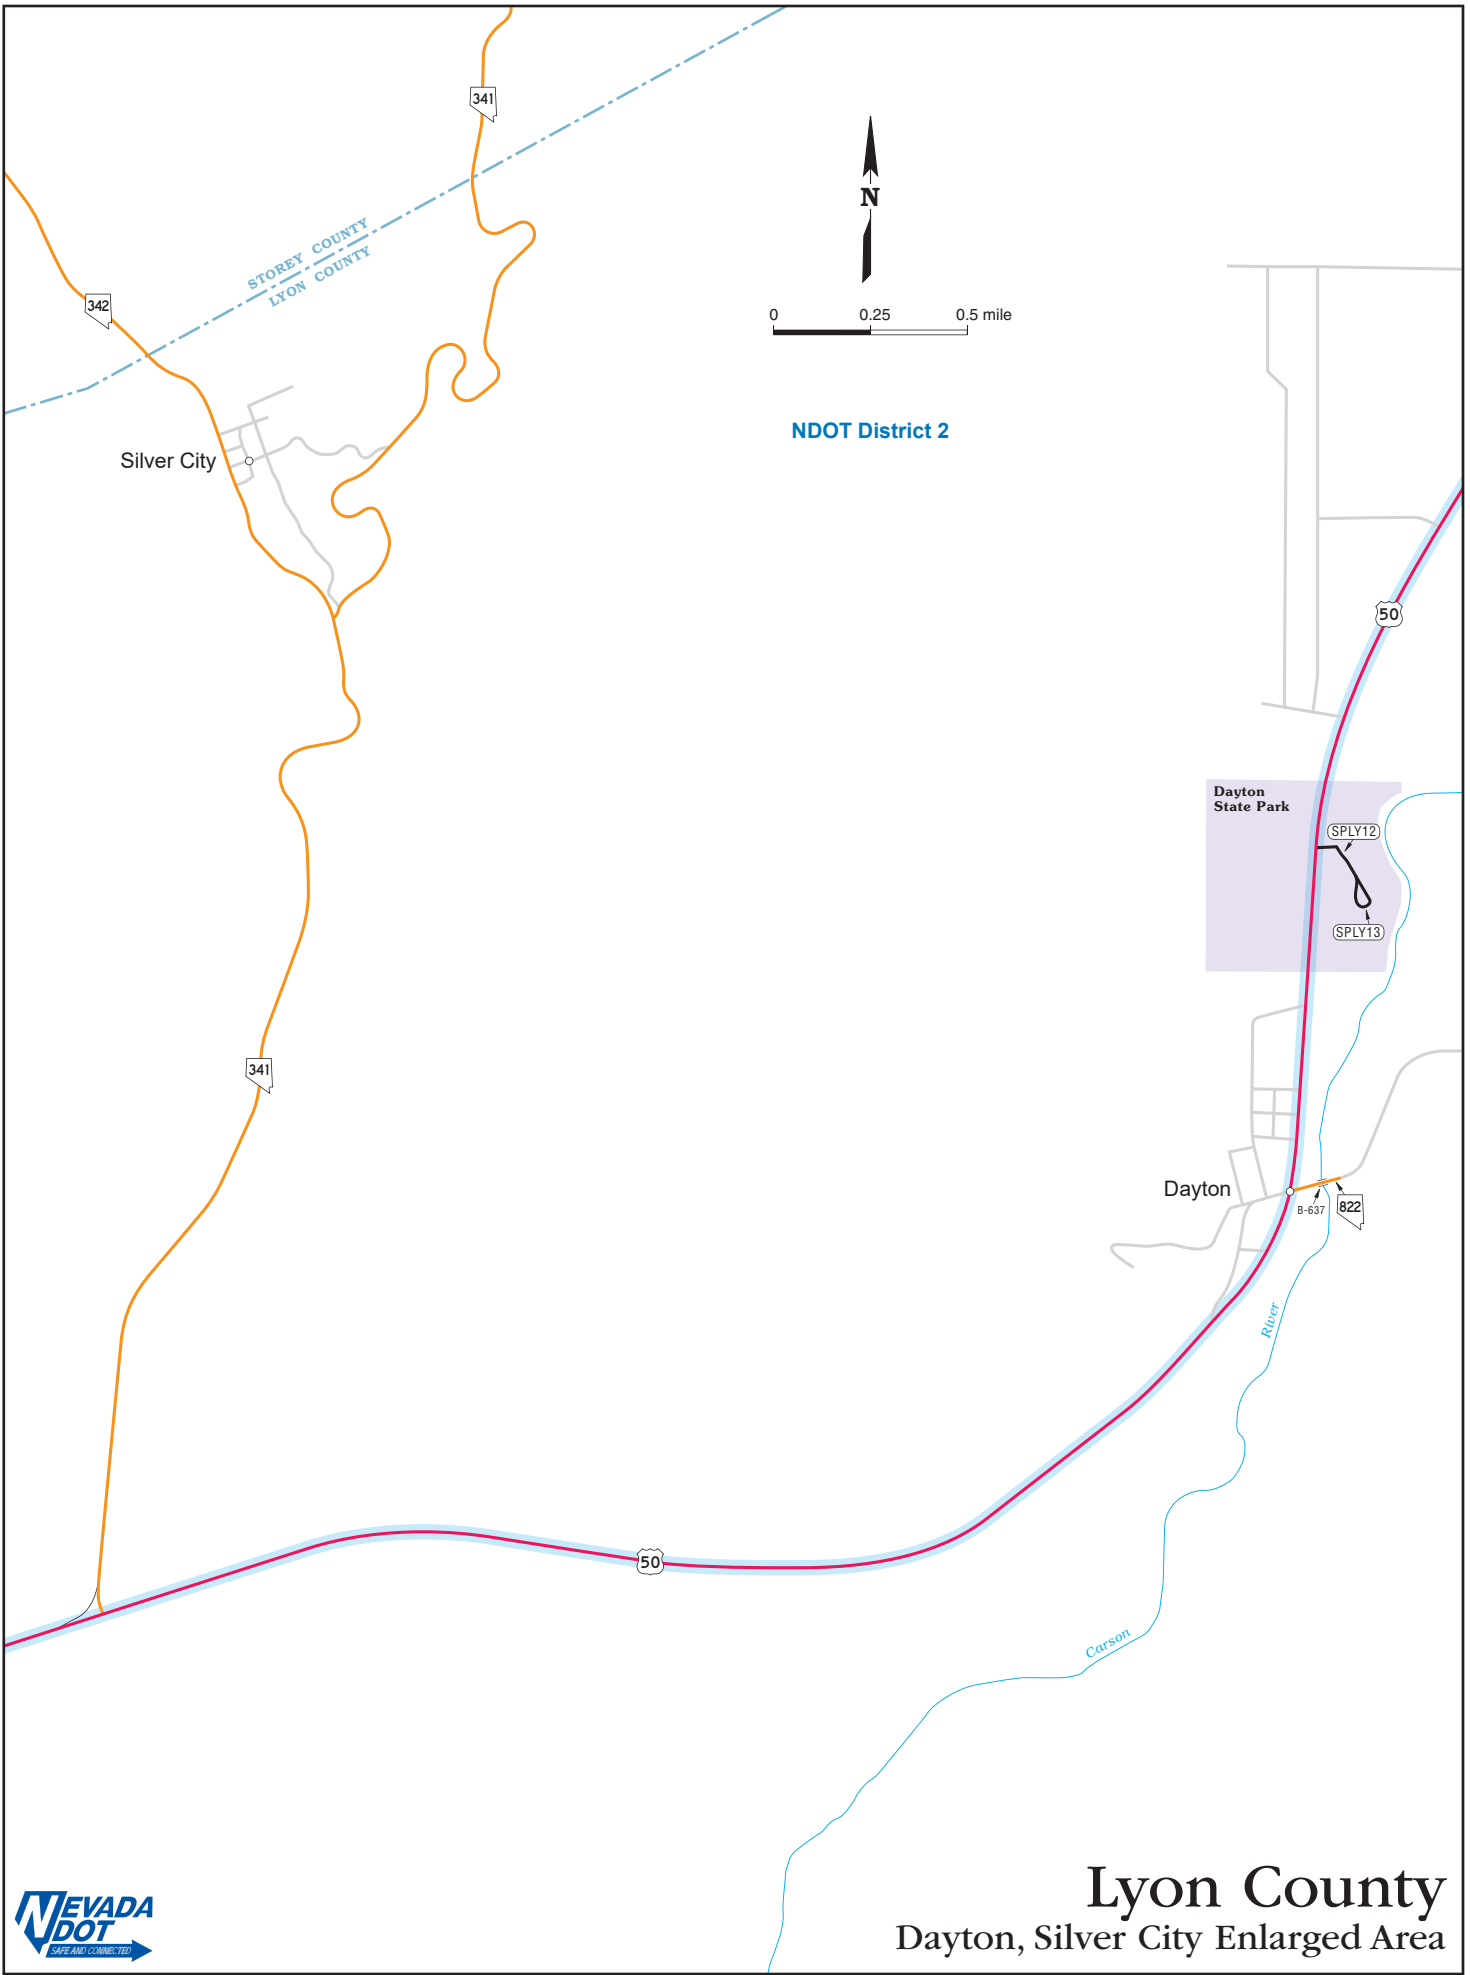 341
STOREY COUNTY
LYON COUNTY
342
N
0 0.25 0.5 mile
NDOT District 2
Silver City
50
Dayton
State Park
SPLY12
SPLY13
341
Dayton
B-637
822
River
50
Carson
Lyon County
Dayton, Silver City Enlarged Area
NEVADA
DOT
SAFE AND CONNECTED